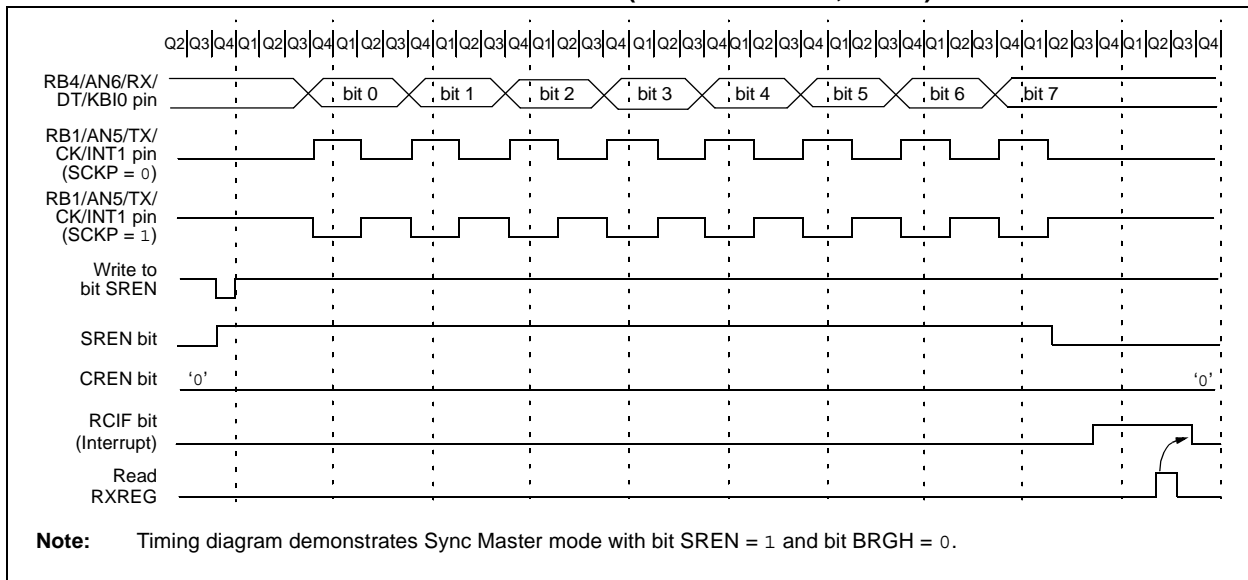 Q2 Q3 Q4 Q1 Q2 Q3 Q4 Q1 Q2 Q3 Q4 Q1 Q2 Q3 Q4 Q1 Q2 Q3 Q4 Q1 Q2 Q3 Q4 Q1 Q2 Q3 Q4 Q1 Q2 Q3 Q4 Q1 Q2 Q3 Q4 Q1 Q2 Q3 Q4 Q1 Q2 Q3 Q4
RB4/AN6/RX/
DT/KBI0 pin
bit 0 bit 1 bit 2 bit 3 bit 4 bit 5 bit 6 bit 7
RB1/AN5/TX/
CK/INT1 pin
(SCKP = 0)
RB1/AN5/TX/
CK/INT1 pin
(SCKP = 1)
Write to
bit SREN
SREN bit
CREN bit ‘0’ ‘0’
RCIF bit
(Interrupt)
Read
RXREG
Note: Timing diagram demonstrates Sync Master mode with bit SREN = 1 and bit BRGH = 0.